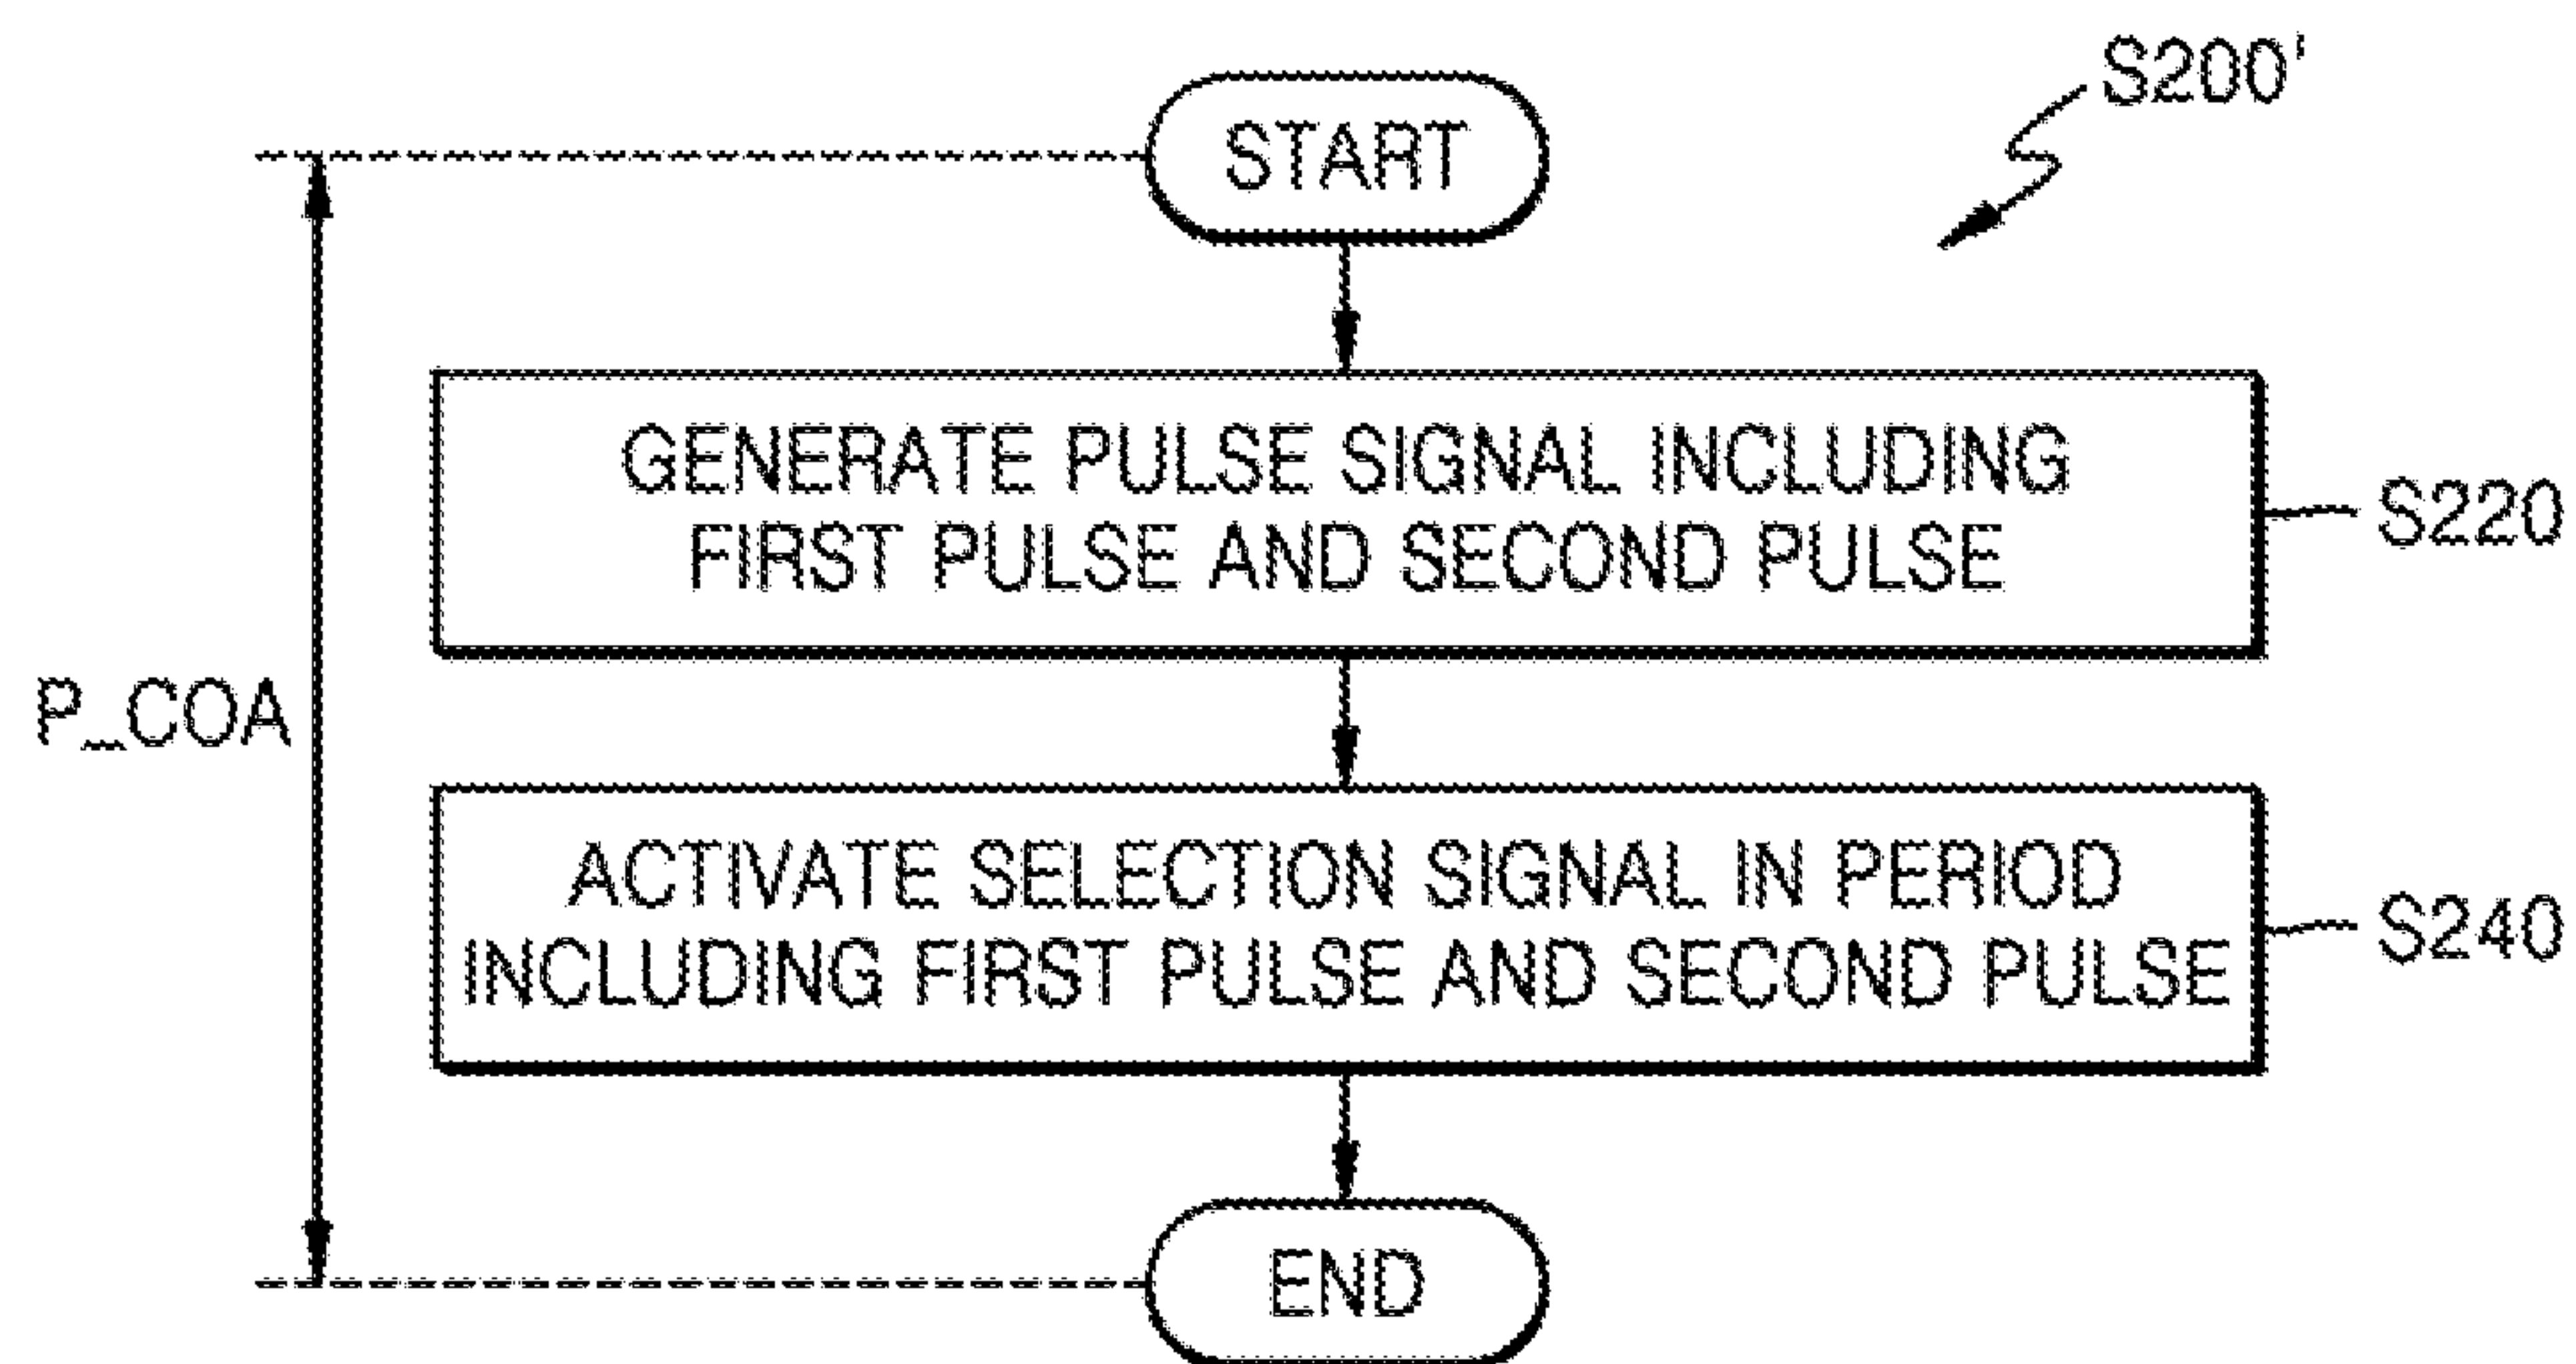 S200'
START
GENERATE PULSE SIGNAL INCLUDING
FIRST PULSE AND SECOND PULSE
S220
P_COA
ACTIVATE SELECTION SIGNAL IN PERIOD
INCLUDING FIRST PULSE AND SECOND PULSE
S240
END